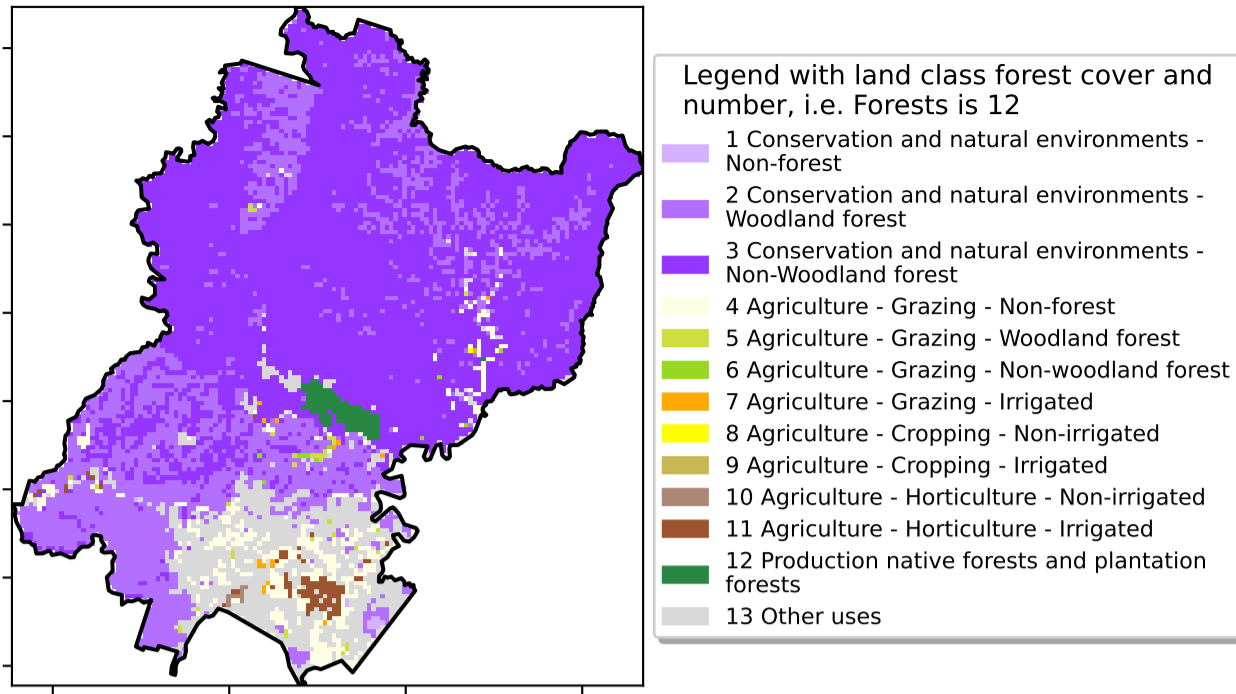 Legend with land class forest cover and
number, i.e. Forests is 12
1 Conservation and natural environments -
Non-forest
2 Conservation and natural environments -
Woodland forest
3 Conservation and natural environments -
Non-Woodland forest
4 Agriculture - Grazing - Non-forest
5 Agriculture - Grazing - Woodland forest
6 Agriculture - Grazing - Non-woodland forest
7 Agriculture - Grazing - Irrigated
8 Agriculture - Cropping - Non-irrigated
9 Agriculture - Cropping - Irrigated
10 Agriculture - Horticulture - Non-irrigated
11 Agriculture - Horticulture - Irrigated
12 Production native forests and plantation
forests
13 Other uses